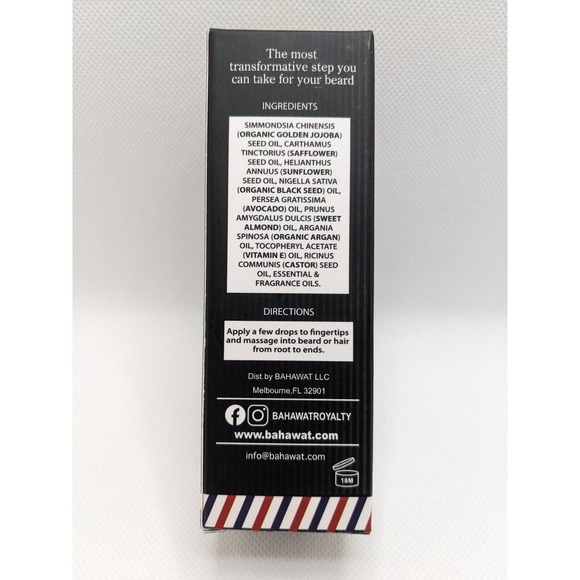 The most
transformative step you
can take for your beard
INGREDIENTS
SIMMONDSIA CHINENSIS
(ORGANIC GOLDEN JOJOBA)
SEED OIL, CARTHAMUS
TINCTORIUS (SAFFLOWER)
SEED OIL, HELIANTHUS
ANNUUS (SUNFLOWER)
SEED OIL, NIGELLA SATIVA
(ORGANIC BLACK SEED) OIL,
PERSEA GRATISSIMA
(AVOCADO) OIL, PRUNUS
AMYGDALUS DULCIS (SWEET
ALMOND) OIL, ARGANIA
SPINOSA (ORGANIC ARGAN)
OIL, TOCOPHERYL ACETATE
(VITAMIN E) OIL, RICINUS
COMMUNIS (CASTOR) SEED
OIL, ESSENTIAL &
FRAGRANCE OILS.
DIRECTIONS
Apply a few drops to fingertips
and massage into beard or hair
from root to ends.
Dist.by BAHAWAT LLC
Melbourne,FL 32901
BAHAWATROYALTY
www.bahawat.com
info@bahawat.com
18M